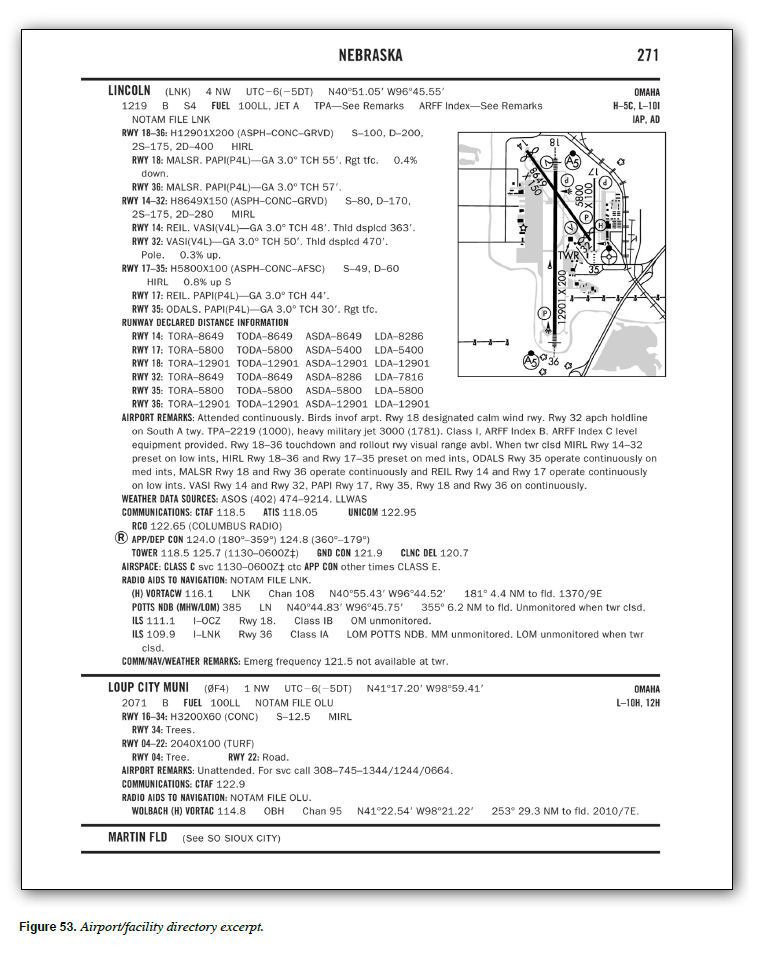 NEBRASKA 271
LINCOLN (LNK) 4 NW UTC–6(–5DT) N40°51.05′ W96°45.55′ OMAHA
1219 B S4 FUEL 100LL, JET A TPA—See Remarks ARFF Index—See Remarks H–5C, L–10I
NOTAM FILE LNK IAP, AD
RWY 18–36: H12901X200 (ASPH–CONC–GRVD) S–100, D–200,
2S–175, 2D–400 HIRL
RWY 18: MALSR. PAPI(P4L)—GA 3.0° TCH 55′. Rgt tfc. 0.4%
down.
RWY 36: MALSR. PAPI(P4L)—GA 3.0° TCH 57′.
RWY 14–32: H8649X150 (ASPH–CONC–GRVD) S–80, D–170,
2S–175, 2D–280 MIRL
RWY 14: REIL. VASI(V4L)—GA 3.0° TCH 48′. Thld dsplcd 363′.
RWY 32: VASI(V4L)—GA 3.0° TCH 50′. Thld dsplcd 470′.
Pole. 0.3% up.
RWY 17–35: H5800X100 (ASPH–CONC–AFSC) S–49, D–60
HIRL 0.8% up S
RWY 17: REIL. PAPI(P4L)—GA 3.0° TCH 44′.
RWY 35: ODALS. PAPI(P4L)—GA 3.0° TCH 30′. Rgt tfc.
RUNWAY DECLARED DISTANCE INFORMATION
RWY 14: TORA–8649 TODA–8649 ASDA–8649 LDA–8286
RWY 17: TORA–5800 TODA–5800 ASDA–5400 LDA–5400
RWY 18: TORA–12901 TODA–12901 ASDA–12901 LDA–12901
RWY 32: TORA–8649 TODA–8649 ASDA–8286 LDA–7816
RWY 35: TORA–5800 TODA–5800 ASDA–5800 LDA–5800
RWY 36: TORA–12901 TODA–12901 ASDA–12901 LDA–12901
18
14
A5
17
8649 X 150
5800 X 100
P
P
P
TWR
35
12901 X 200
P
A5
36
AIRPORT REMARKS: Attended continuously. Birds invof arpt. Rwy 18 designated calm wind rwy. Rwy 32 apch holdline
on South A twy. TPA–2219 (1000), heavy military jet 3000 (1781). Class I, ARFF Index B. ARFF Index C level
equipment provided. Rwy 18–36 touchdown and rollout rwy visual range avbl. When twr clsd MIRL Rwy 14–32
preset on low ints, HIRL Rwy 18–36 and Rwy 17–35 preset on med ints, ODALS Rwy 35 operate continuously on
med ints, MALSR Rwy 18 and Rwy 36 operate continuously and REIL Rwy 14 and Rwy 17 operate continuously
on low ints. VASI Rwy 14 and Rwy 32, PAPI Rwy 17, Rwy 35, Rwy 18 and Rwy 36 on continuously.
WEATHER DATA SOURCES: ASOS (402) 474–9214. LLWAS
COMMUNICATIONS: CTAF 118.5 ATIS 118.05 UNICOM 122.95
RCO 122.65 (COLUMBUS RADIO)
Ⓡ APP/DEP CON 124.0 (180°–359°) 124.8 (360°–179°)
TOWER 118.5 125.7 (1130–0600Z‡) GND CON 121.9 CLNC DEL 120.7
AIRSPACE: CLASS C svc 1130–0600Z‡ ctc APP CON other times CLASS E.
RADIO AIDS TO NAVIGATION: NOTAM FILE LNK.
(H) VORTACW 116.1 LNK Chan 108 N40°55.43′ W96°44.52′ 181° 4.4 NM to fld. 1370/9E
POTTS NDB (MHW/LOM) 385 LN N40°44.83′ W96°45.75′ 355° 6.2 NM to fld. Unmonitored when twr clsd.
ILS 111.1 I–OCZ Rwy 18. Class IB OM unmonitored.
ILS 109.9 I–LNK Rwy 36 Class IA LOM POTTS NDB. MM unmonitored. LOM unmonitored when twr
clsd.
COMM/NAV/WEATHER REMARKS: Emerg frequency 121.5 not available at twr.
LOUP CITY MUNI (ØF4) 1 NW UTC–6(–5DT) N41°17.20′ W98°59.41′ OMAHA
2071 B FUEL 100LL NOTAM FILE OLU L–10H, 12H
RWY 16–34: H3200X60 (CONC) S–12.5 MIRL
RWY 34: Trees.
RWY 04–22: 2040X100 (TURF)
RWY 04: Tree. RWY 22: Road.
AIRPORT REMARKS: Unattended. For svc call 308–745–1344/1244/0664.
COMMUNICATIONS: CTAF 122.9
RADIO AIDS TO NAVIGATION: NOTAM FILE OLU.
WOLBACH (H) VORTAC 114.8 OBH Chan 95 N41°22.54′ W98°21.22′ 253° 29.3 NM to fld. 2010/7E.
MARTIN FLD (See SO SIOUX CITY)
Figure 53. Airport/facility directory excerpt.